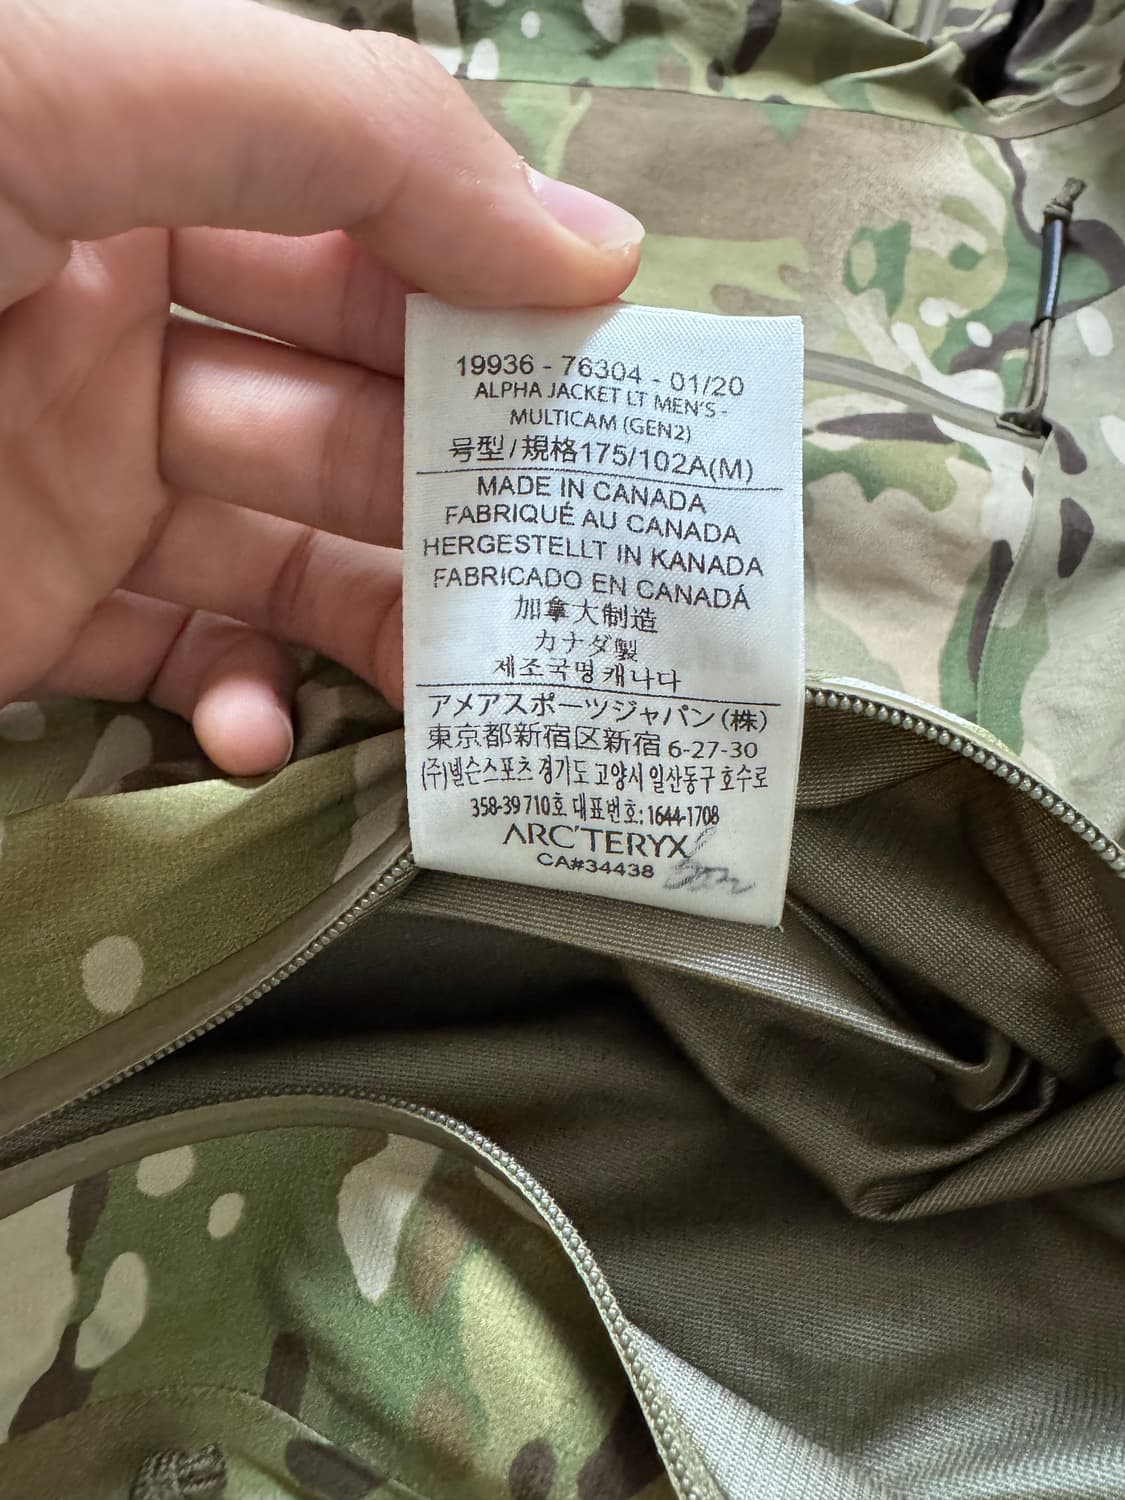 19936 - 76304 - 01/20
ALPHA JACKET LT MEN'S -
MULTICAM (GEN2)
号型/規格175/102A(M)
MADE IN CANADA
FABRIQUÉ AU CANADA
HERGESTELLT IN KANADA
FABRICADO EN CANADÁ
加拿大制造
カナダ製
제조국명 캐나다
アメアスポーツジャパン(株)
東京都新宿区新宿 6-27-30
(주)넬슨스포츠 경기도 고양시 일산동구 호수로
358-39 710호 대표번호: 1644-1708
ARC'TERYX
CA#34438